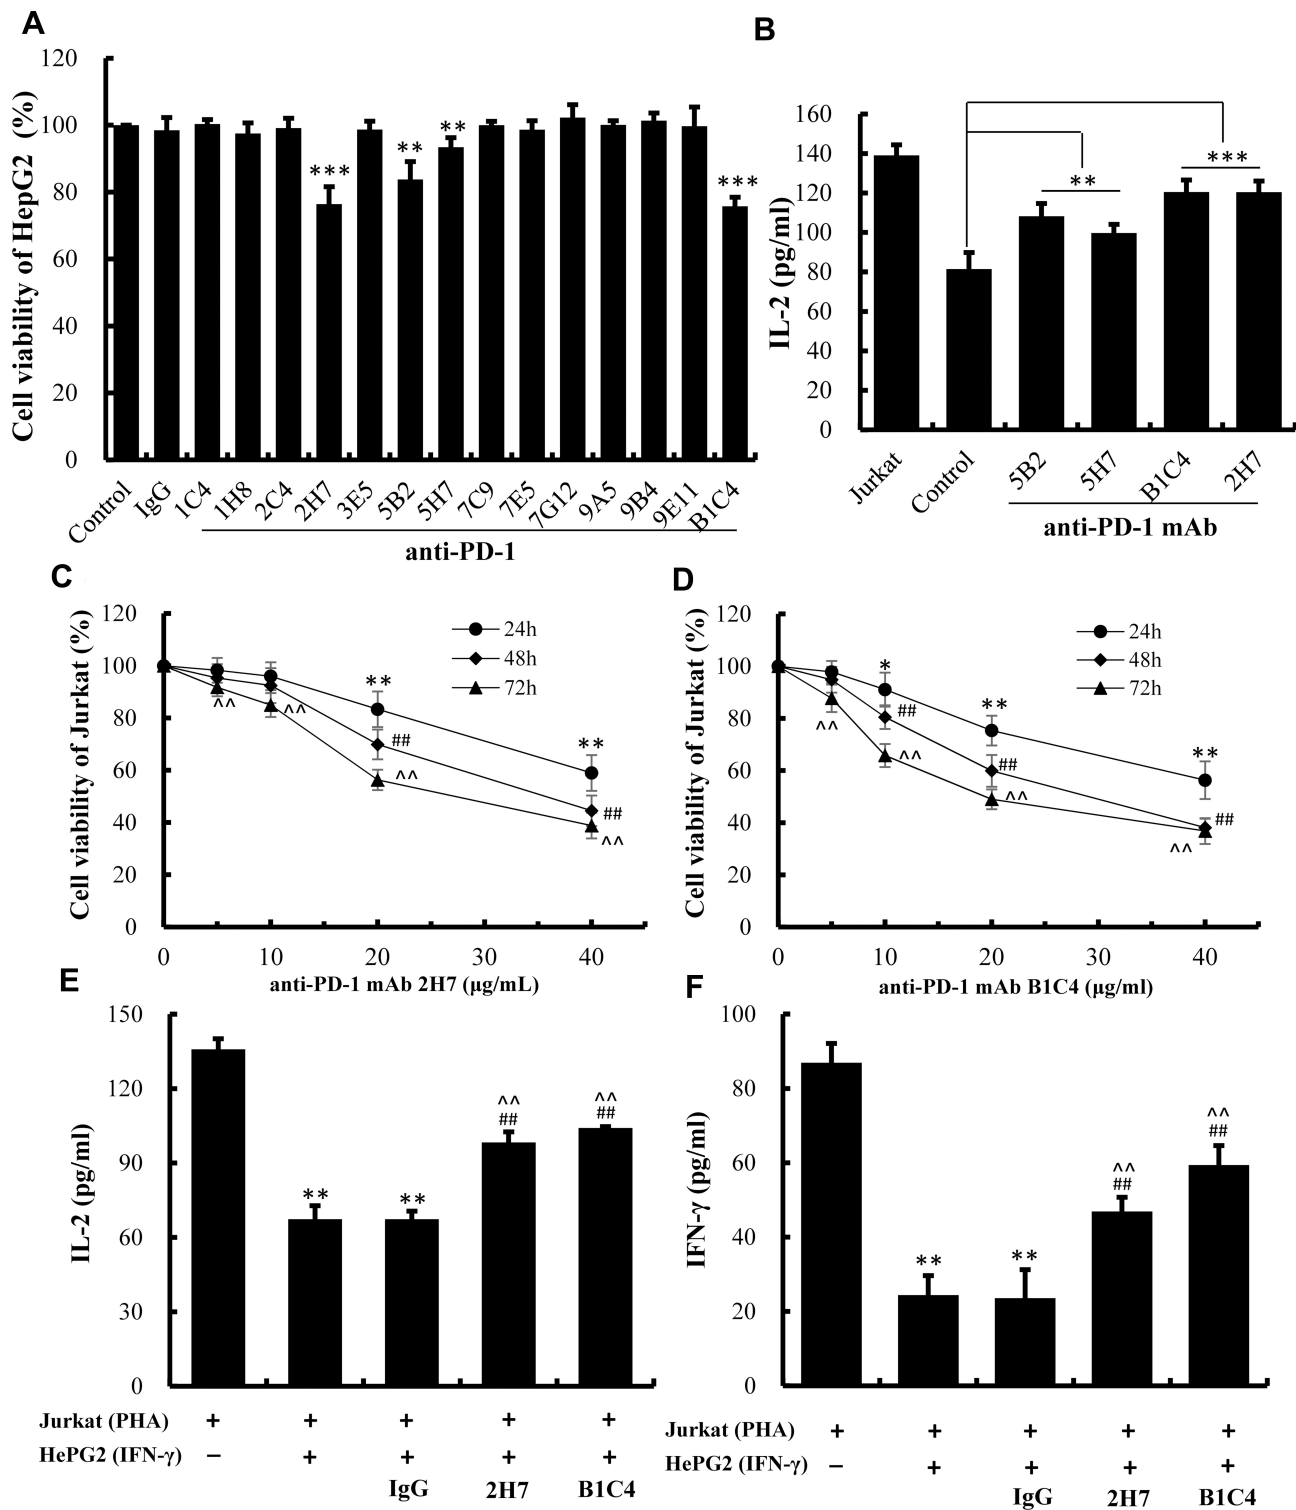 A
Cell viability of HepG2 (%)
120
100
80
60
40
20
0
***
**
**
***
Control
IgG
1C4
1H8
2C4
2H7
3E5
5B2
5H7
7C9
7E5
7G12
9A5
9B4
9E11
B1C4
anti-PD-1
B
IL-2 (pg/ml)
160
140
120
100
80
60
40
20
0
**
***
Jurkat
Control
5B2
5H7
B1C4
2H7
anti-PD-1 mAb
C
Cell viability of Jurkat (%)
120
100
80
60
40
20
0
24h
48h
72h
^^
^^
**
##
^^
**
##
^^
0
10
20
30
40
anti-PD-1 mAb 2H7 (μg/mL)
D
Cell viability of Jurkat (%)
120
100
80
60
40
20
0
24h
48h
72h
^^
*
##
^^
**
##
^^
**
##
^^
0
10
20
30
40
anti-PD-1 mAb B1C4 (μg/ml)
E
IL-2 (pg/ml)
150
120
90
60
30
0
**
**
^^
##
^^
##
Jurkat (PHA) + + + + +
HePG2 (IFN-γ) − + + + +
IgG 2H7 B1C4
F
IFN-γ (pg/ml)
100
80
60
40
20
0
**
**
^^
##
^^
##
Jurkat (PHA) + + + + +
HePG2 (IFN-γ) − + + + +
IgG 2H7 B1C4